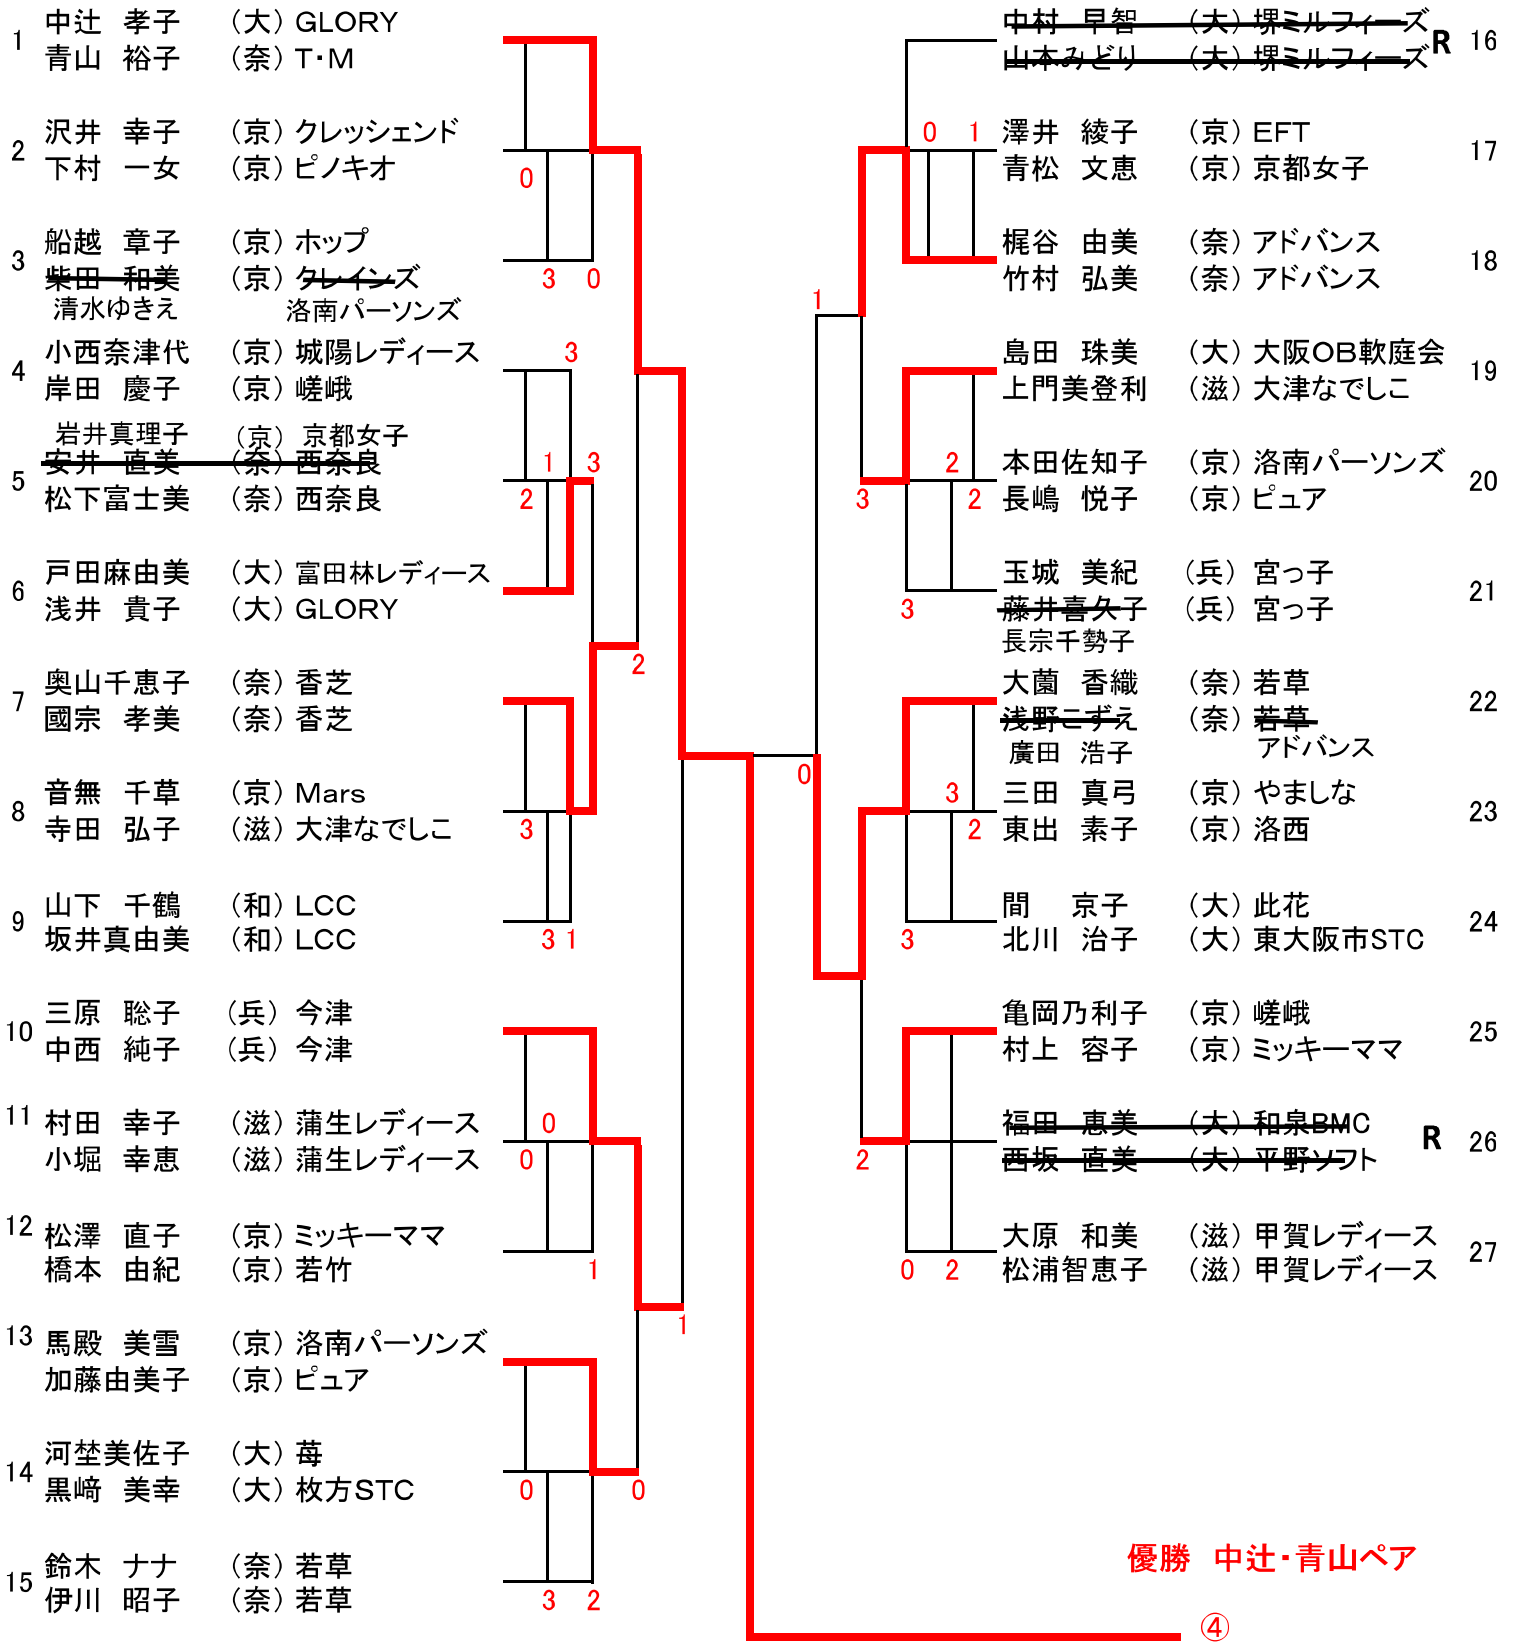 1
中辻 孝子 （大） GLORY
青山 裕子 （奈） T・M
2
沢井 幸子 （京） クレッシェンド
下村 一女 （京） ピノキオ
0
3
船越 章子 （京） ホップ
柴田 和美 （京） クレインズ
清水ゆきえ 洛南パーソンズ
3 0
4
小西奈津代 （京） 城陽レディース
岸田 慶子 （京） 嵯峨
3
5
岩井真理子 （京） 京都女子
安井 直美 （奈） 西奈良
松下富士美 （奈） 西奈良
1 3
2
6
戸田麻由美 （大） 富田林レディース
浅井 貴子 （大） GLORY
2
7
奥山千恵子 （奈） 香芝
國宗 孝美 （奈） 香芝
8
音無 千草 （京） Mars
寺田 弘子 （滋） 大津なでしこ
3
9
山下 千鶴 （和） LCC
坂井真由美 （和） LCC
3 1
10
三原 聡子 （兵） 今津
中西 純子 （兵） 今津
11
村田 幸子 （滋） 蒲生レディース
小堀 幸恵 （滋） 蒲生レディース
0
0
12
松澤 直子 （京） ミッキーママ
橋本 由紀 （京） 若竹
1
1
13
馬殿 美雪 （京） 洛南パーソンズ
加藤由美子 （京） ピュア
14
河埜美佐子 （大） 苺
黒﨑 美幸 （大） 枚方STC
0 0
15
鈴木 ナナ （奈） 若草
伊川 昭子 （奈） 若草
3 2
中村 早智 （大） 堺ミルフィーズ
山本みどり （大） 堺ミルフィーズ
R 16
0 1
澤井 綾子 （京） EFT
青松 文恵 （京） 京都女子
17
梶谷 由美 （奈） アドバンス
竹村 弘美 （奈） アドバンス
18
1
島田 珠美 （大） 大阪OB軟庭会
上門美登利 （滋） 大津なでしこ
19
2
本田佐知子 （京） 洛南パーソンズ
長嶋 悦子 （京） ピュア
20
3 2
玉城 美紀 （兵） 宮っ子
藤井喜久子 （兵） 宮っ子
長宗千勢子
21
3
大薗 香織 （奈） 若草
浅野こずえ （奈） 若草
廣田 浩子 アドバンス
22
0
3
三田 真弓 （京） やましな
東出 素子 （京） 洛西
23
2
間 京子 （大） 此花
北川 治子 （大） 東大阪市STC
24
3
亀岡乃利子 （京） 嵯峨
村上 容子 （京） ミッキーママ
25
福田 恵美 （大） 和泉BMC
西坂 直美 （大） 平野ソフト
R 26
2
大原 和美 （滋） 甲賀レディース
松浦智恵子 （滋） 甲賀レディース
27
0 2
優勝 中辻・青山ペア
④